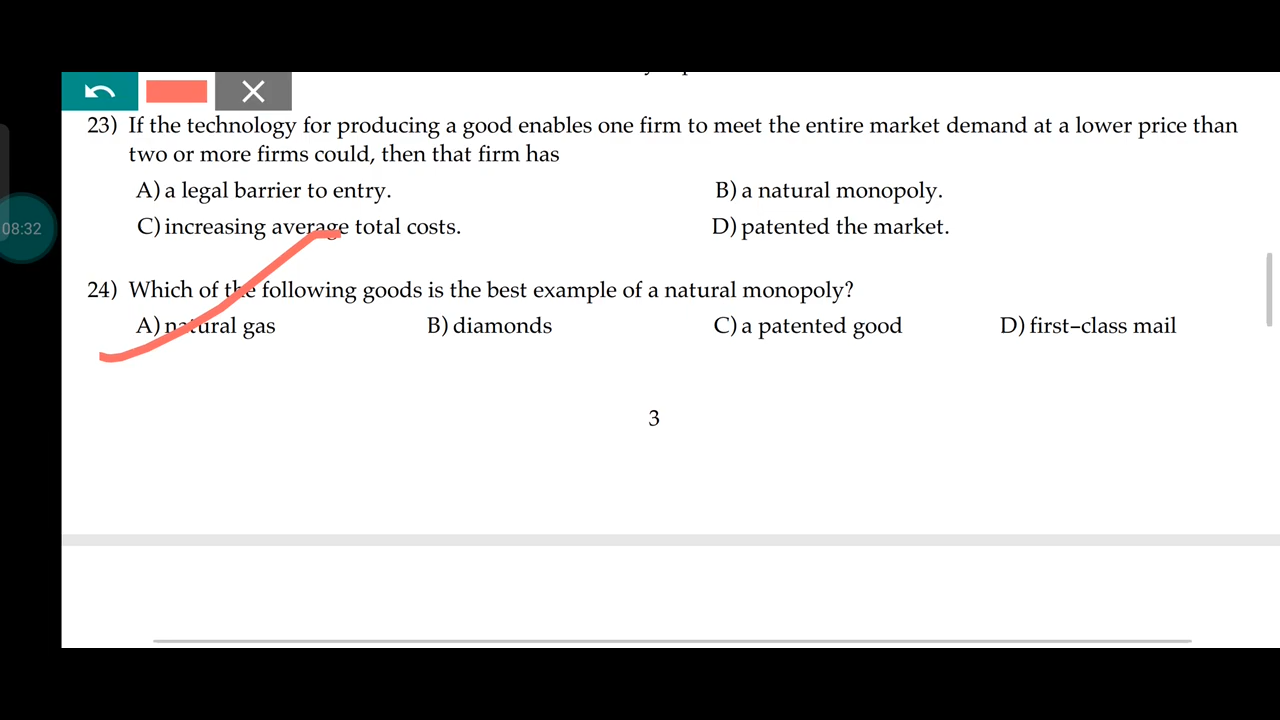 23) If the technology for producing a good enables one firm to meet the entire market demand at a lower price than
two or more firms could, then that firm has
A) a legal barrier to entry. B) a natural monopoly.
C) increasing average total costs. D) patented the market.
08:32
24) Which of the following goods is the best example of a natural monopoly?
A) natural gas B) diamonds C) a patented good D) first-class mail
3